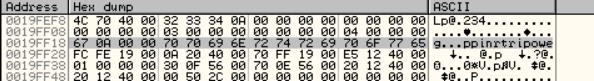 Address Hex dump ASCII
0019FEF8 4C 70 40 00 32 33 34 0A 00 00 00 00 00 00 00 00 Lp@.234.........
0019FF08 00 00 00 00 03 00 00 00 00 00 00 00 04 00 00 00 ....♥.......♦...
0019FF18 67 0A 00 00 70 70 69 6E 72 74 72 69 70 6F 77 65 g...ppinrtripowe
FC FE 19 00 0A 20 40 00 70 FF 19 00 E5 12 40 00
01 00 00 00 30 0F 56 00 70 0E 56 00 20 12 40 00
20 12 40 00 00 50 2C 00 00 00 00 00 00 00 00 00